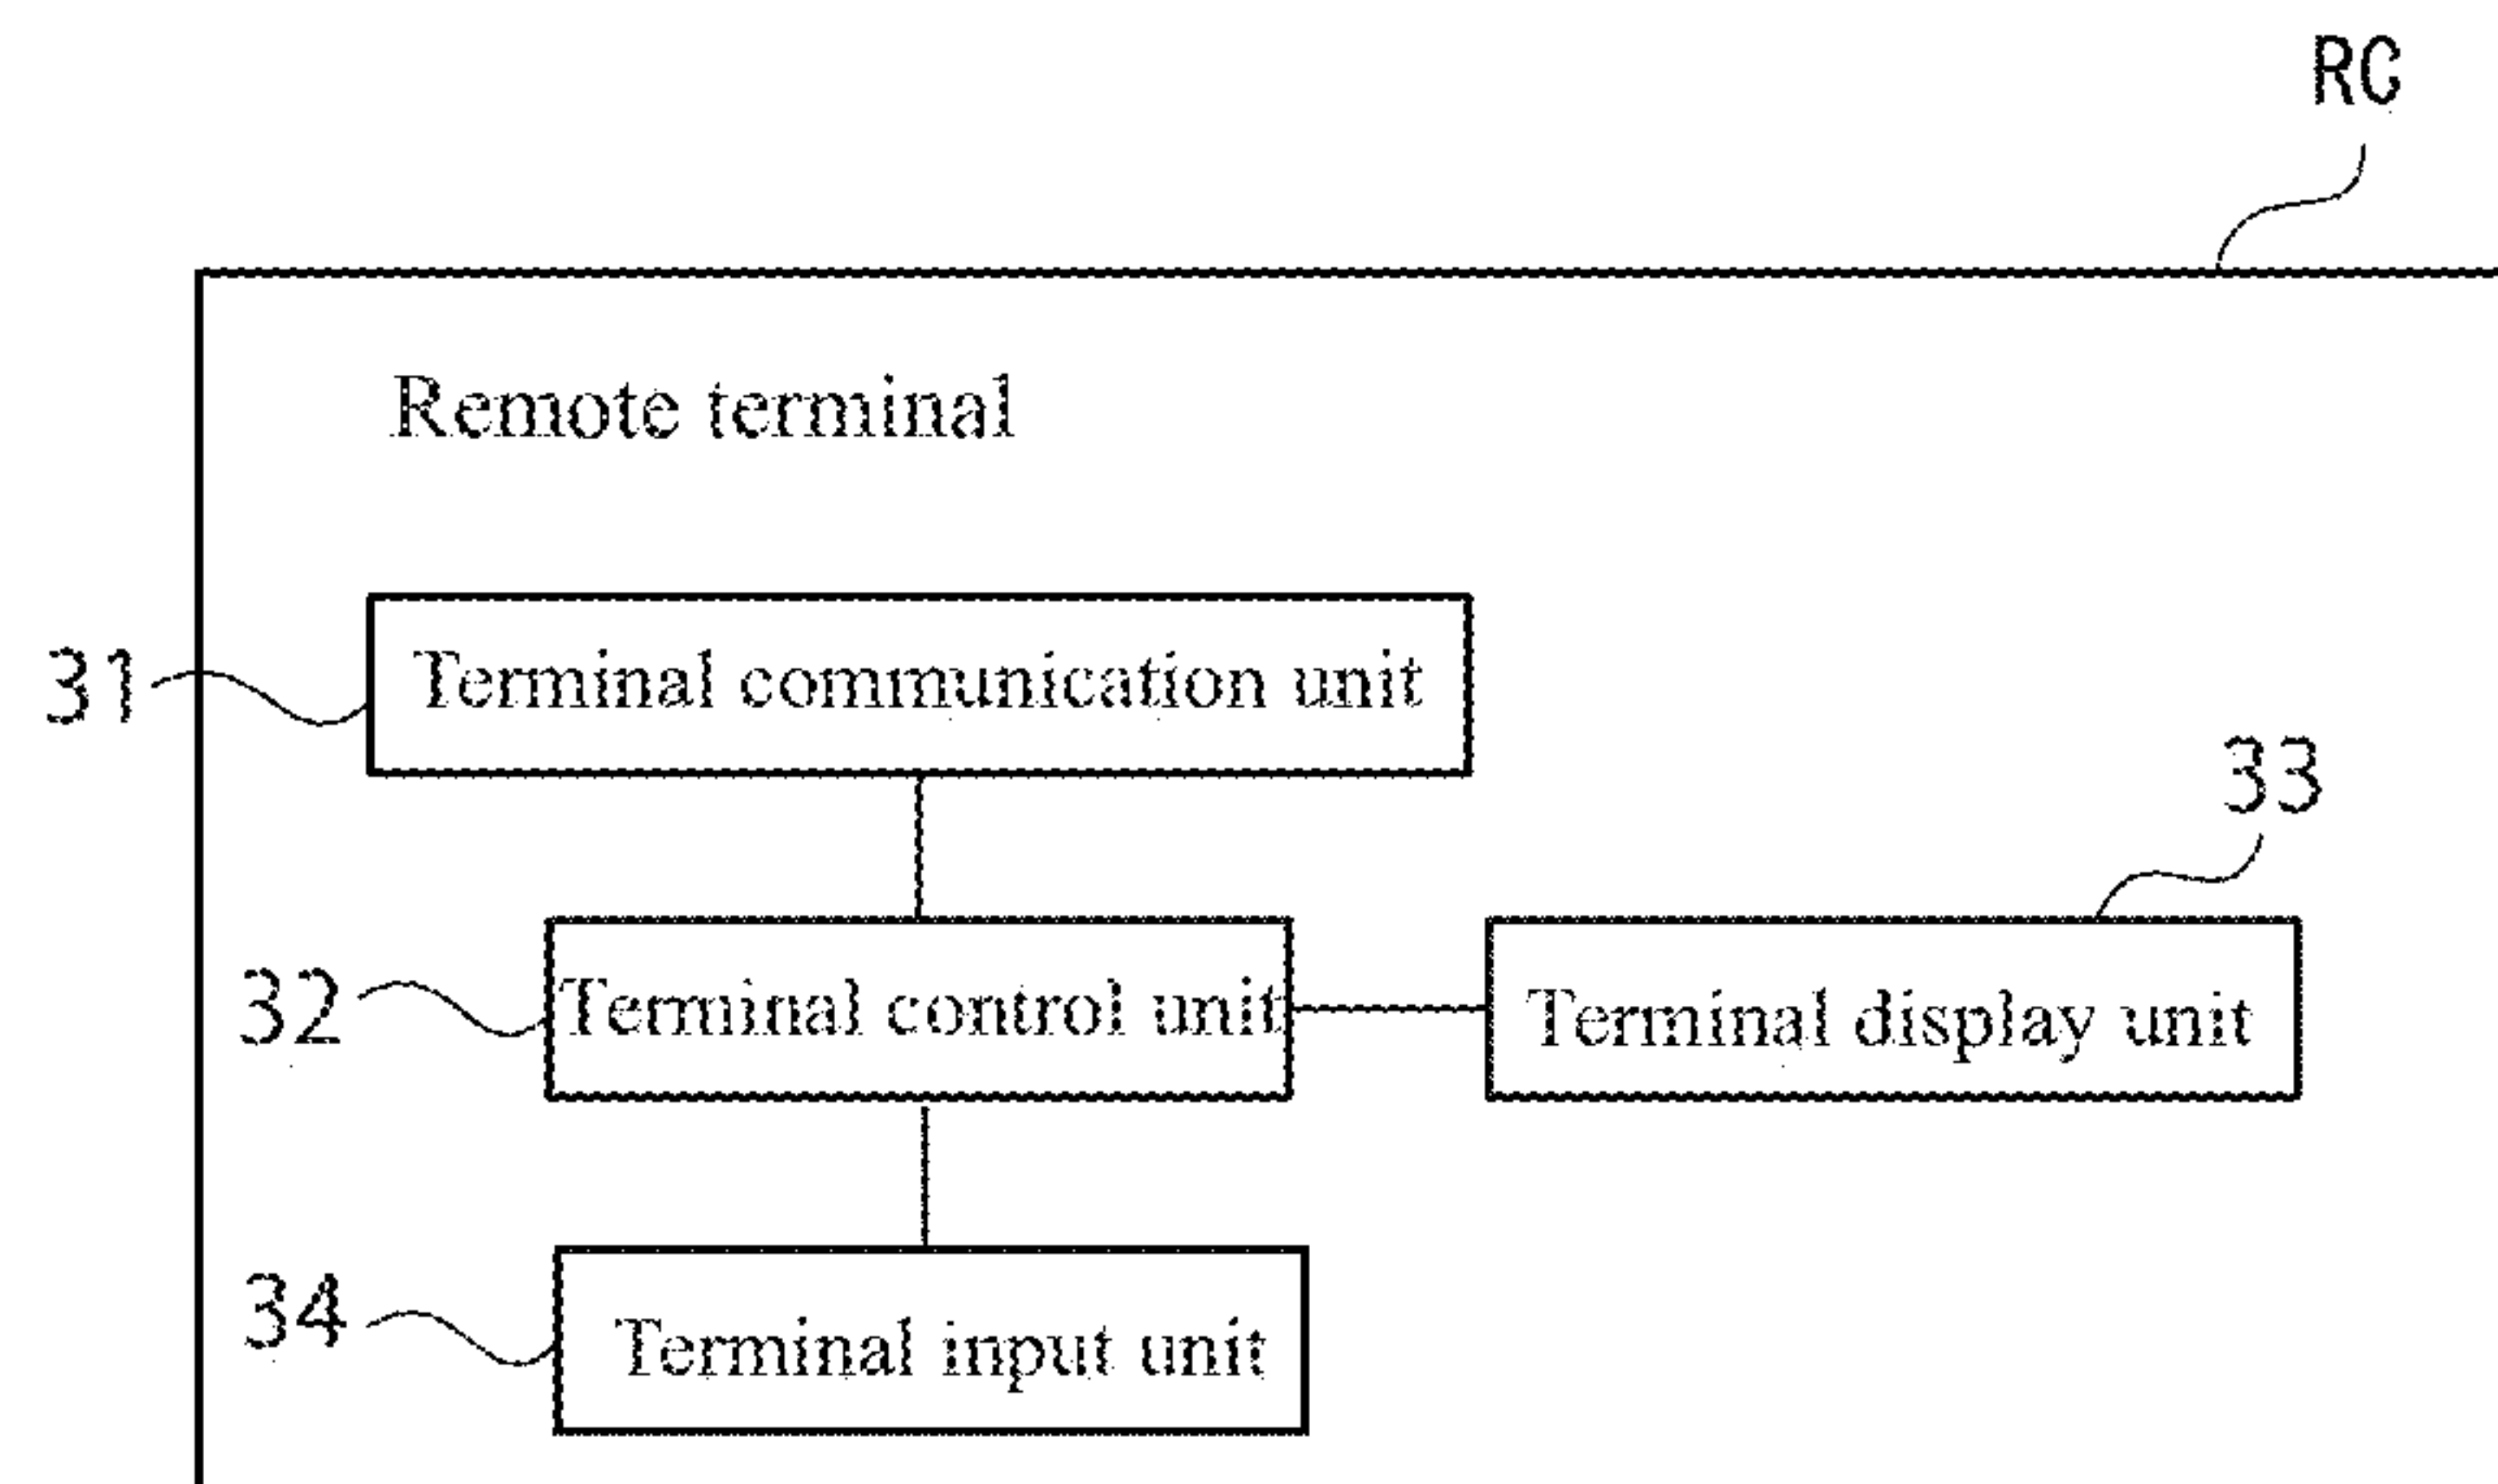 RC
Remote terminal
31
Terminal communication unit
33
32
Terminal control unit
Terminal display unit
34
Terminal input unit